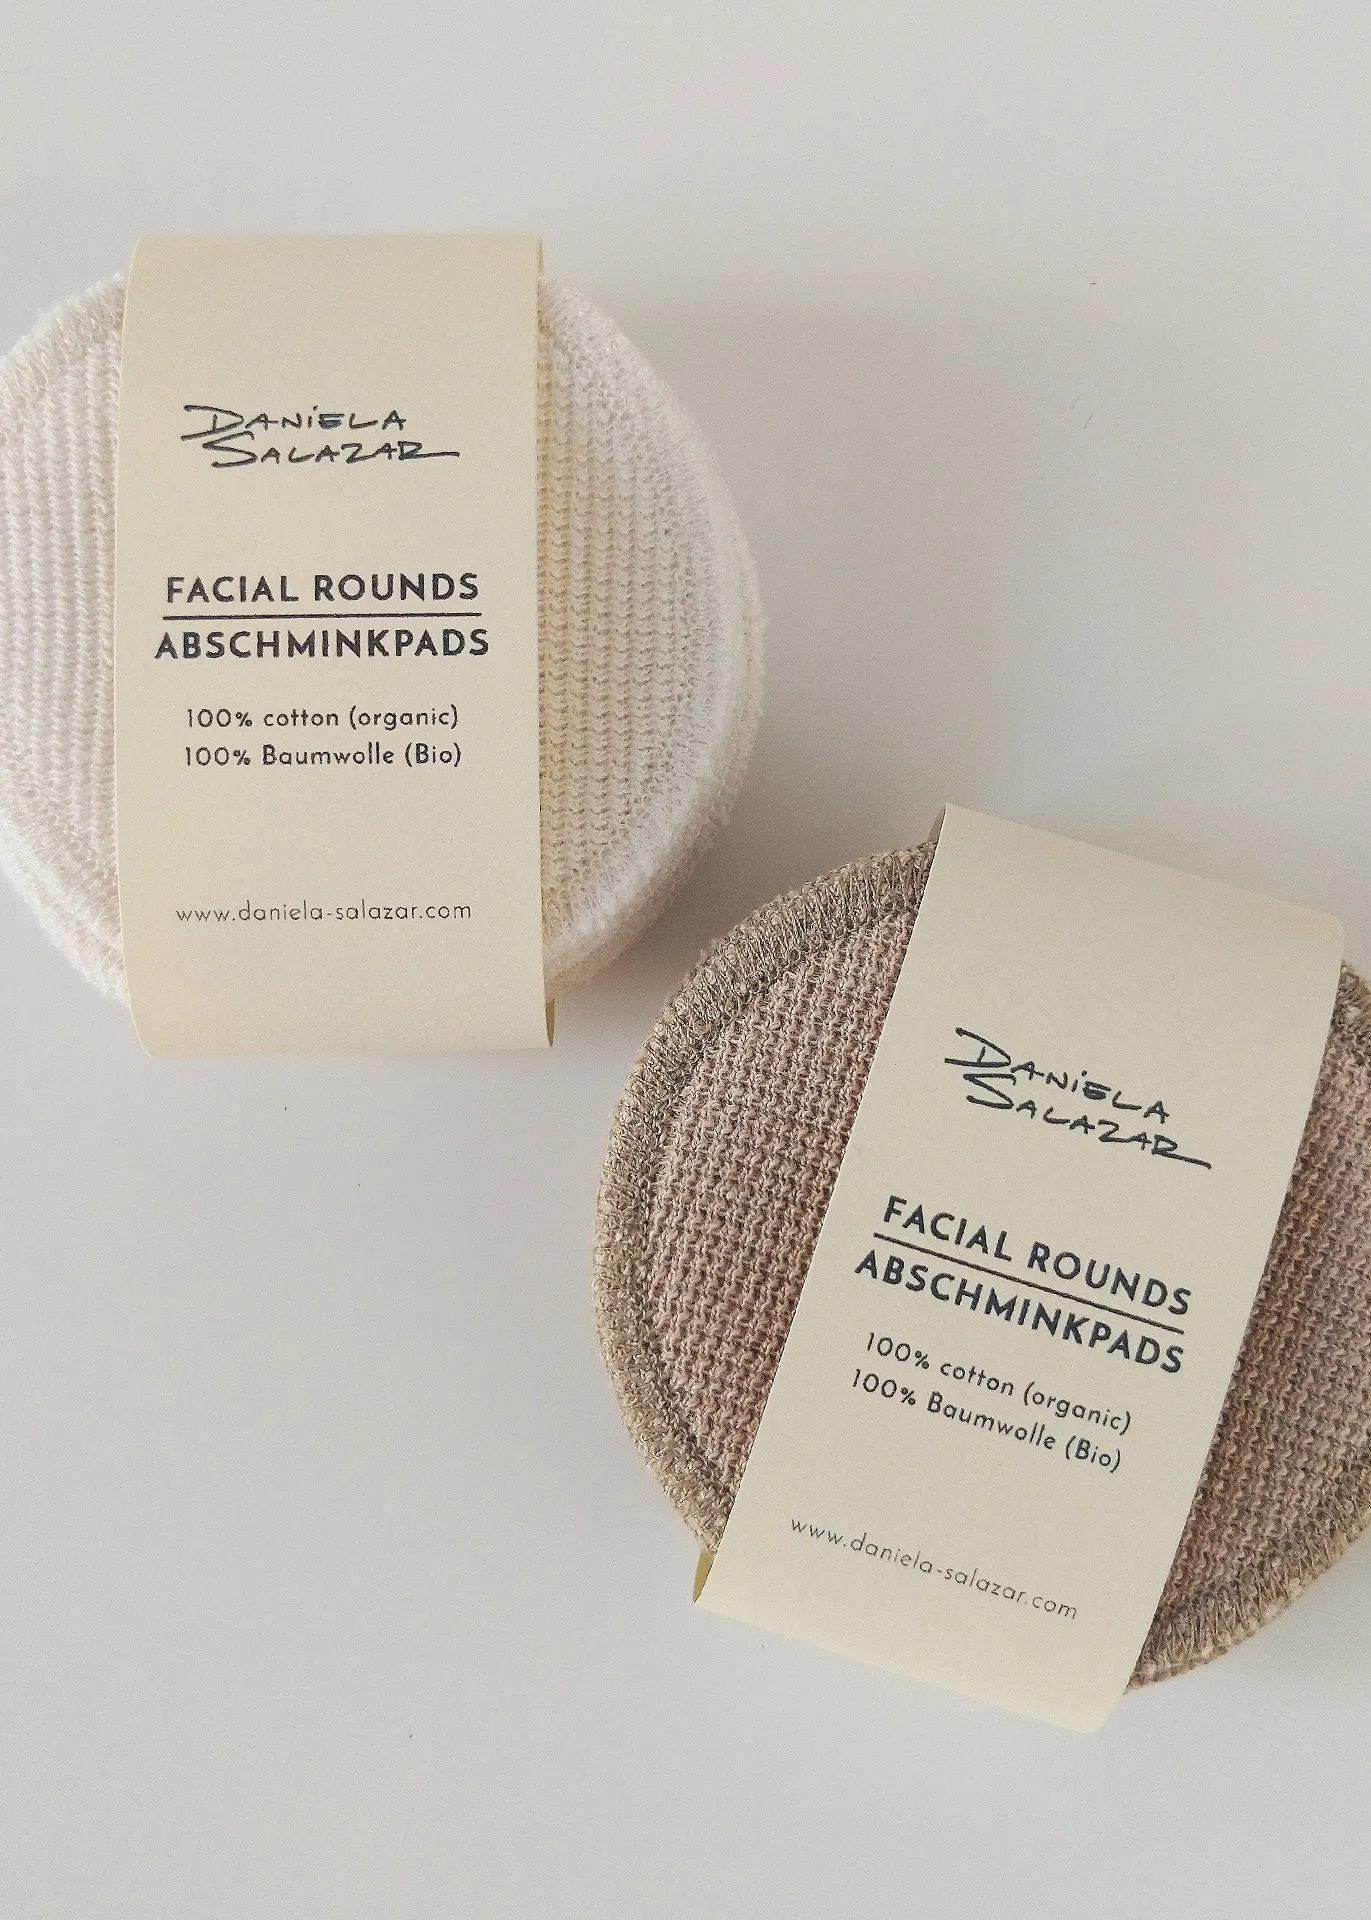 DANiELA
SALAZAR
FACIAL ROUNDS
ABSCHMINKPADS
100% cotton (organic)
100% Baumwolle (Bio)
www.daniela-salazar.com
DANiELA
SALAZAR
FACIAL ROUNDS
ABSCHMINKPADS
100% cotton (organic)
100% Baumwolle (Bio)
www.daniela-salazar.com